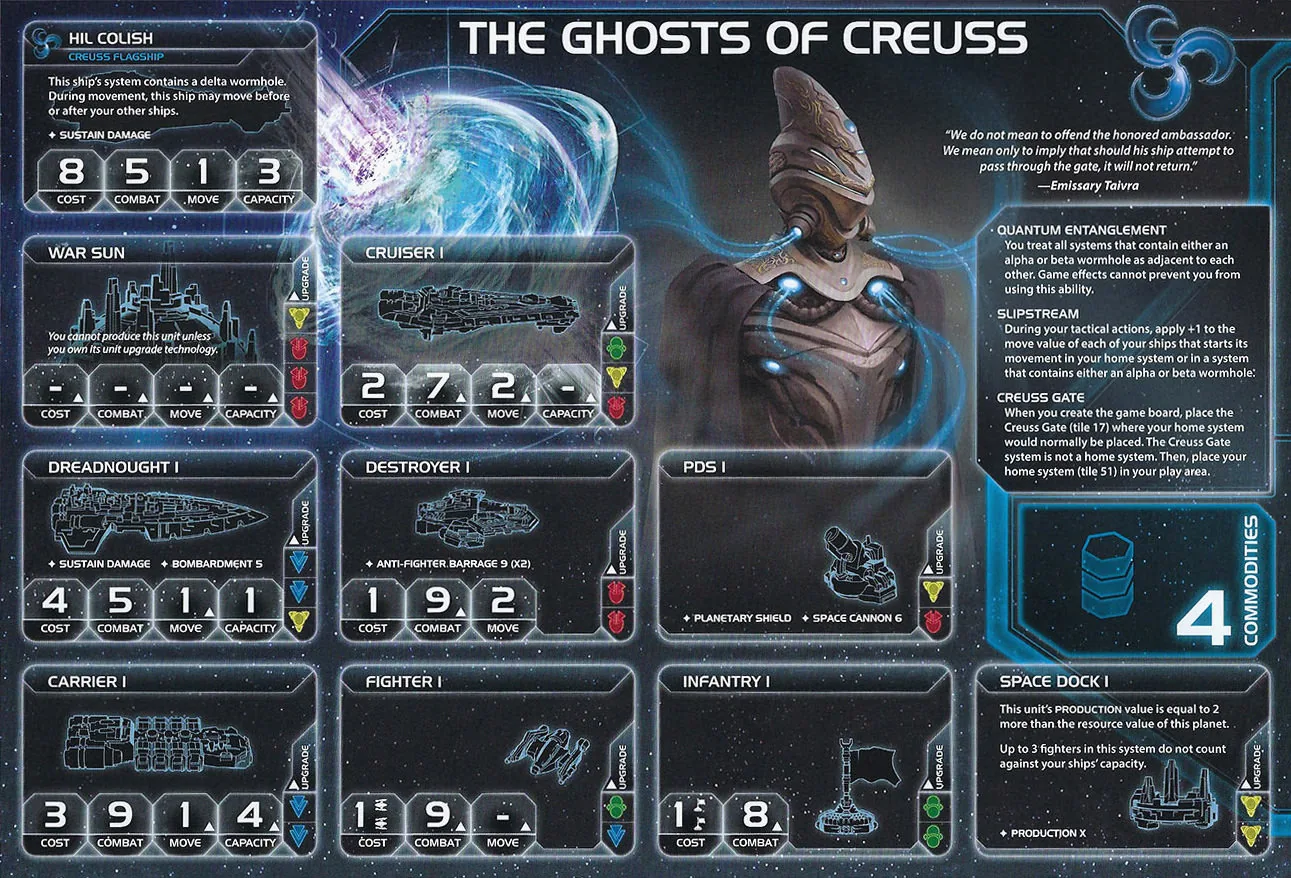 THE GHOSTS OF CREUSS
HIL COLISH
CREUSS FLAGSHIP
This ship's system contains a delta wormhole.
During movement, this ship may move before
or after your other ships.
✦ SUSTAIN DAMAGE
8 5 1 3
COST COMBAT MOVE CAPACITY
"We do not mean to offend the honored ambassador.
We mean only to imply that should his ship attempt to
pass through the gate, it will not return."
—Emissary Taivra
QUANTUM ENTANGLEMENT
You treat all systems that contain either an
alpha or beta wormhole as adjacent to each
other. Game effects cannot prevent you from
using this ability.
SLIPSTREAM
During your tactical actions, apply +1 to the
move value of each of your ships that starts its
movement in your home system or in a system
that contains either an alpha or beta wormhole.
CREUSS GATE
When you create the game board, place the
Creuss Gate (tile 17) where your home system
would normally be placed. The Creuss Gate
system is not a home system. Then, place your
home system (tile 51) in your play area.
WAR SUN
UPGRADE
You cannot produce this unit unless
you own its unit upgrade technology.
- - - -
COST COMBAT MOVE CAPACITY
CRUISER I
UPGRADE
2 7 2 -
COST COMBAT MOVE CAPACITY
DREADNOUGHT I
UPGRADE
✦ SUSTAIN DAMAGE ✦ BOMBARDMENT 5
4 5 1 1
COST COMBAT MOVE CAPACITY
DESTROYER I
UPGRADE
✦ ANTI-FIGHTER BARRAGE 9 (X2)
1 9 2
COST COMBAT MOVE
PDS I
UPGRADE
✦ PLANETARY SHIELD ✦ SPACE CANNON 6
4
COMMODITIES
CARRIER I
UPGRADE
3 9 1 4
COST COMBAT MOVE CAPACITY
FIGHTER I
UPGRADE
1 9 -
COST COMBAT MOVE
INFANTRY I
UPGRADE
1 8
COST COMBAT
SPACE DOCK I
This unit's PRODUCTION value is equal to 2
more than the resource value of this planet.
Up to 3 fighters in this system do not count
against your ships' capacity.
UPGRADE
✦ PRODUCTION X